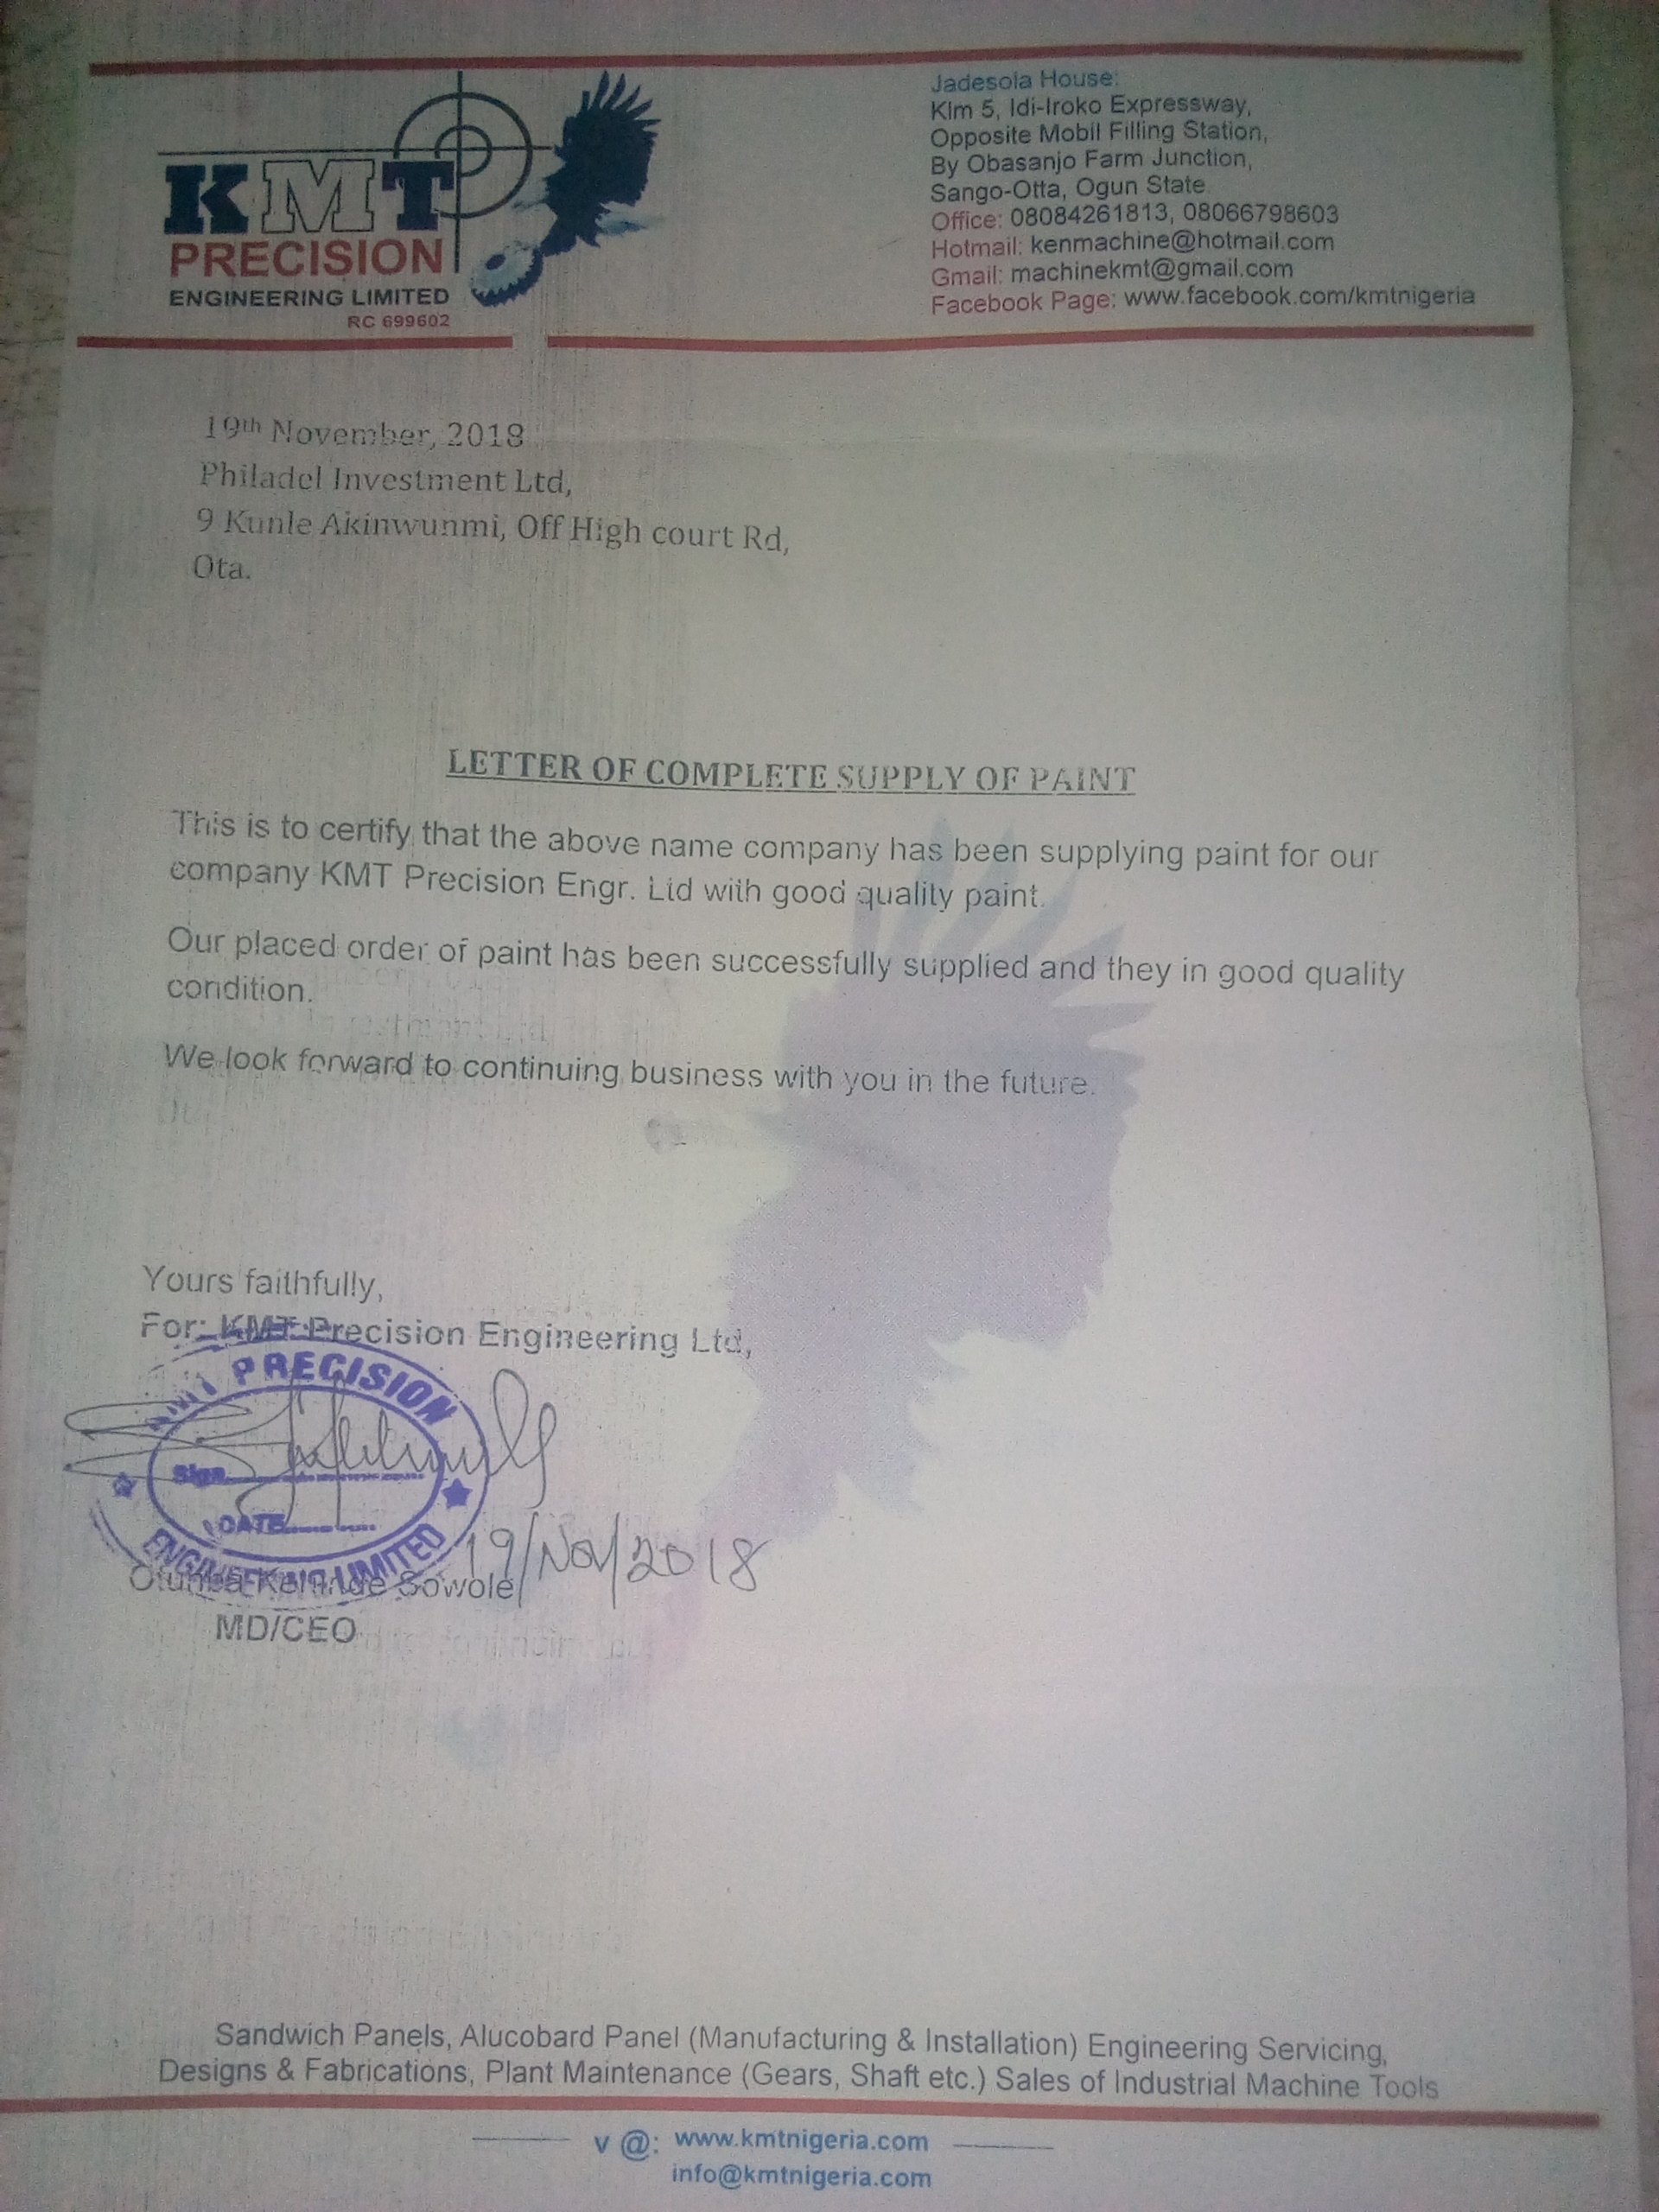 KMT
PRECISION
ENGINEERING LIMITED
RC 699602
Jadesola House:
Klm 5, Idi-Iroko Expressway,
Opposite Mobil Filling Station,
By Obasanjo Farm Junction,
Sango-Otta, Ogun State
Office: 08084261813, 08066798603
Hotmail: kenmachine@hotmail.com
Gmail: machinekmt@gmail.com
Facebook Page: www.facebook.com/kmtnigeria
19th November, 2018
Philadel Investment Ltd,
9 Kunle Akinwunmi, Off High court Rd,
Ota.
LETTER OF COMPLETE SUPPLY OF PAINT
This is to certify that the above name company has been supplying paint for our
company KMT Precision Engr. Ltd with good quality paint.
Our placed order of paint has been successfully supplied and they in good quality
condition.
We look forward to continuing business with you in the future.
Yours faithfully,
For: KMT Precision Engineering Ltd,
KMT PRECISION
Sign
DATE
ENGINEERING LIMITED
19/Nov/2018
Otunba Kehinde Sowole
MD/CEO
Sandwich Panels, Alucobard Panel (Manufacturing & Installation) Engineering Servicing,
Designs & Fabrications, Plant Maintenance (Gears, Shaft etc.) Sales of Industrial Machine Tools
v @: www.kmtnigeria.com
info@kmtnigeria.com